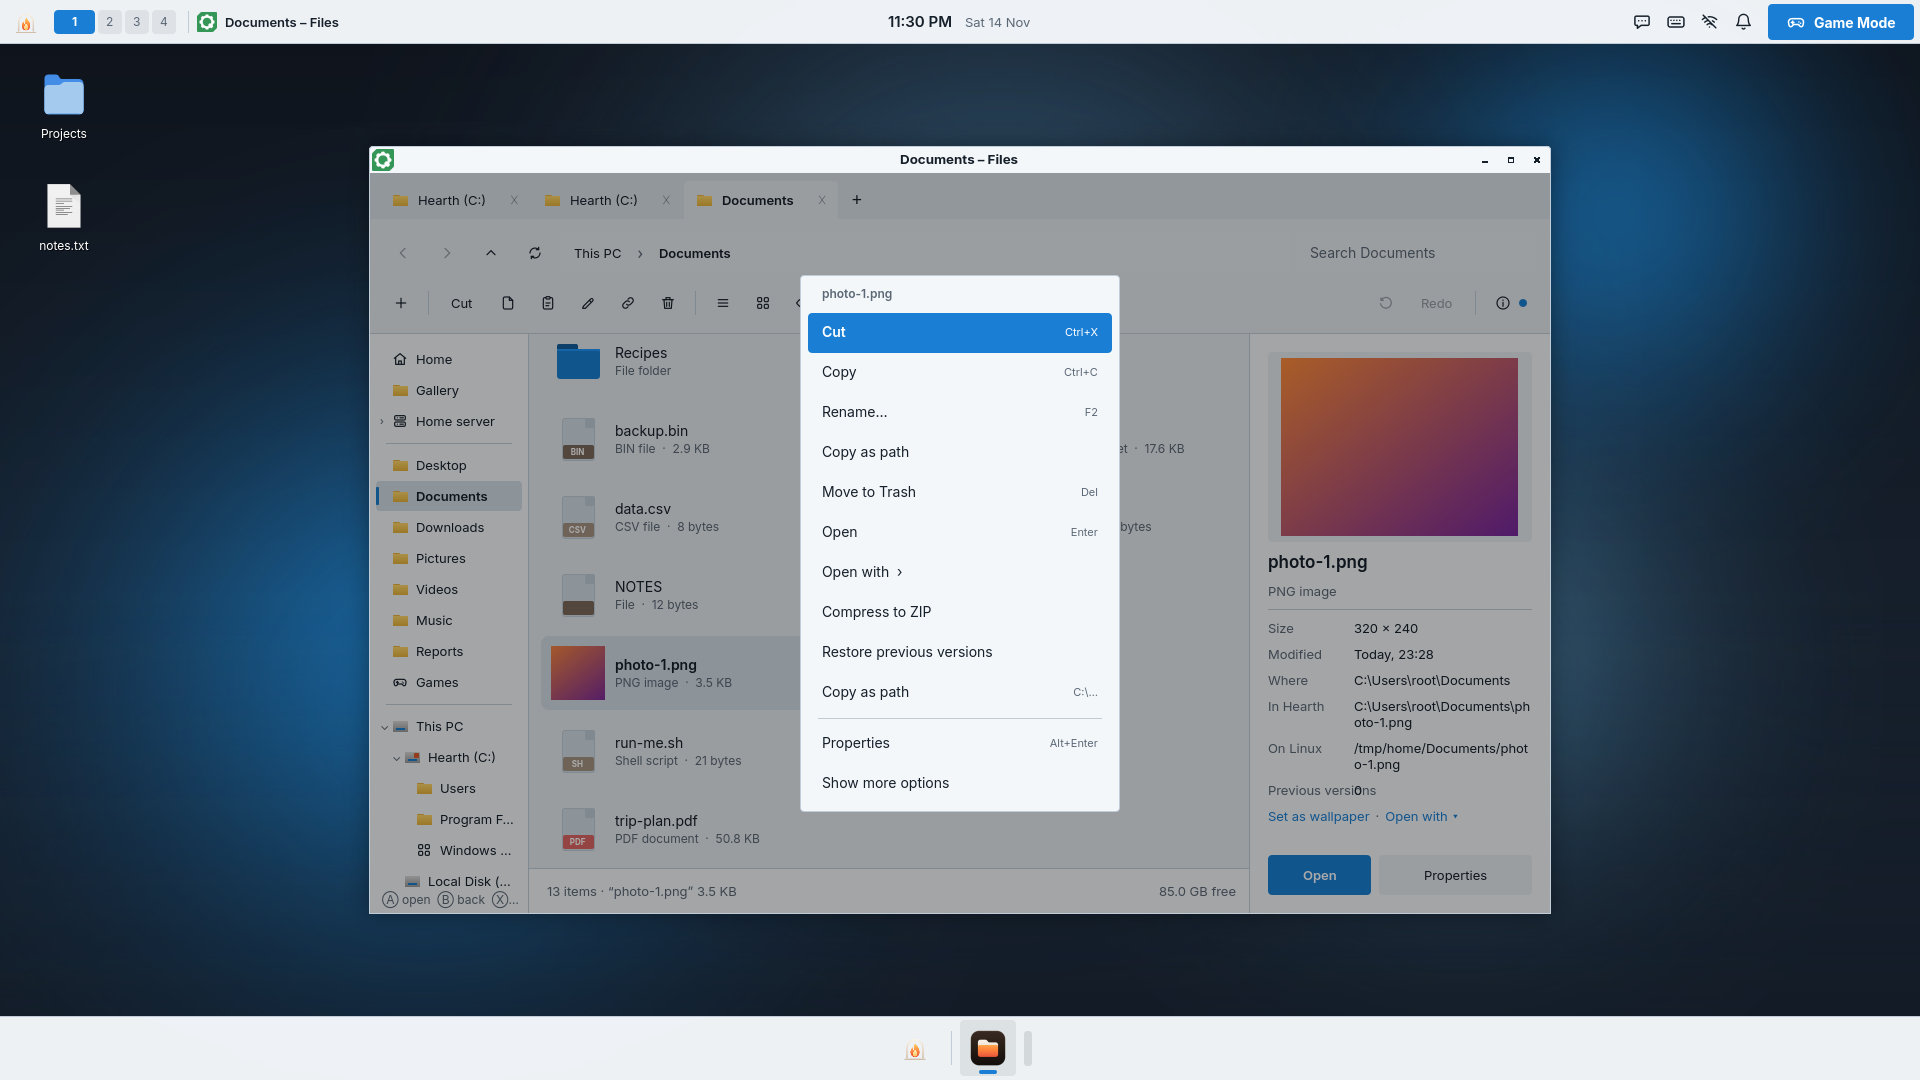 1 2 3 4 Documents – Files
11:30 PM Sat 14 Nov
Game Mode
Projects
notes.txt
Documents – Files
Hearth (C:) X
Hearth (C:) X
Documents X +
This PC › Documents
Search Documents
Cut
Redo
Home
Gallery
Home server
Desktop
Documents
Downloads
Pictures
Videos
Music
Reports
Games
This PC
Hearth (C:)
Users
Program F...
Windows ...
Local Disk (...
A open B back X...
Recipes
File folder
BIN
backup.bin
BIN file · 2.9 KB
CSV
data.csv
CSV file · 8 bytes
NOTES
File · 12 bytes
photo-1.png
PNG image · 3.5 KB
SH
run-me.sh
Shell script · 21 bytes
PDF
trip-plan.pdf
PDF document · 50.8 KB
· 17.6 KB
bytes
13 items · “photo-1.png” 3.5 KB
85.0 GB free
photo-1.png
Cut Ctrl+X
Copy Ctrl+C
Rename... F2
Copy as path
Move to Trash Del
Open Enter
Open with ›
Compress to ZIP
Restore previous versions
Copy as path C:\...
Properties Alt+Enter
Show more options
photo-1.png
PNG image
Size 320 × 240
Modified Today, 23:28
Where C:\Users\root\Documents
In Hearth C:\Users\root\Documents\ph
oto-1.png
On Linux /tmp/home/Documents/phot
o-1.png
Previous versions 0
Set as wallpaper · Open with
Open
Properties